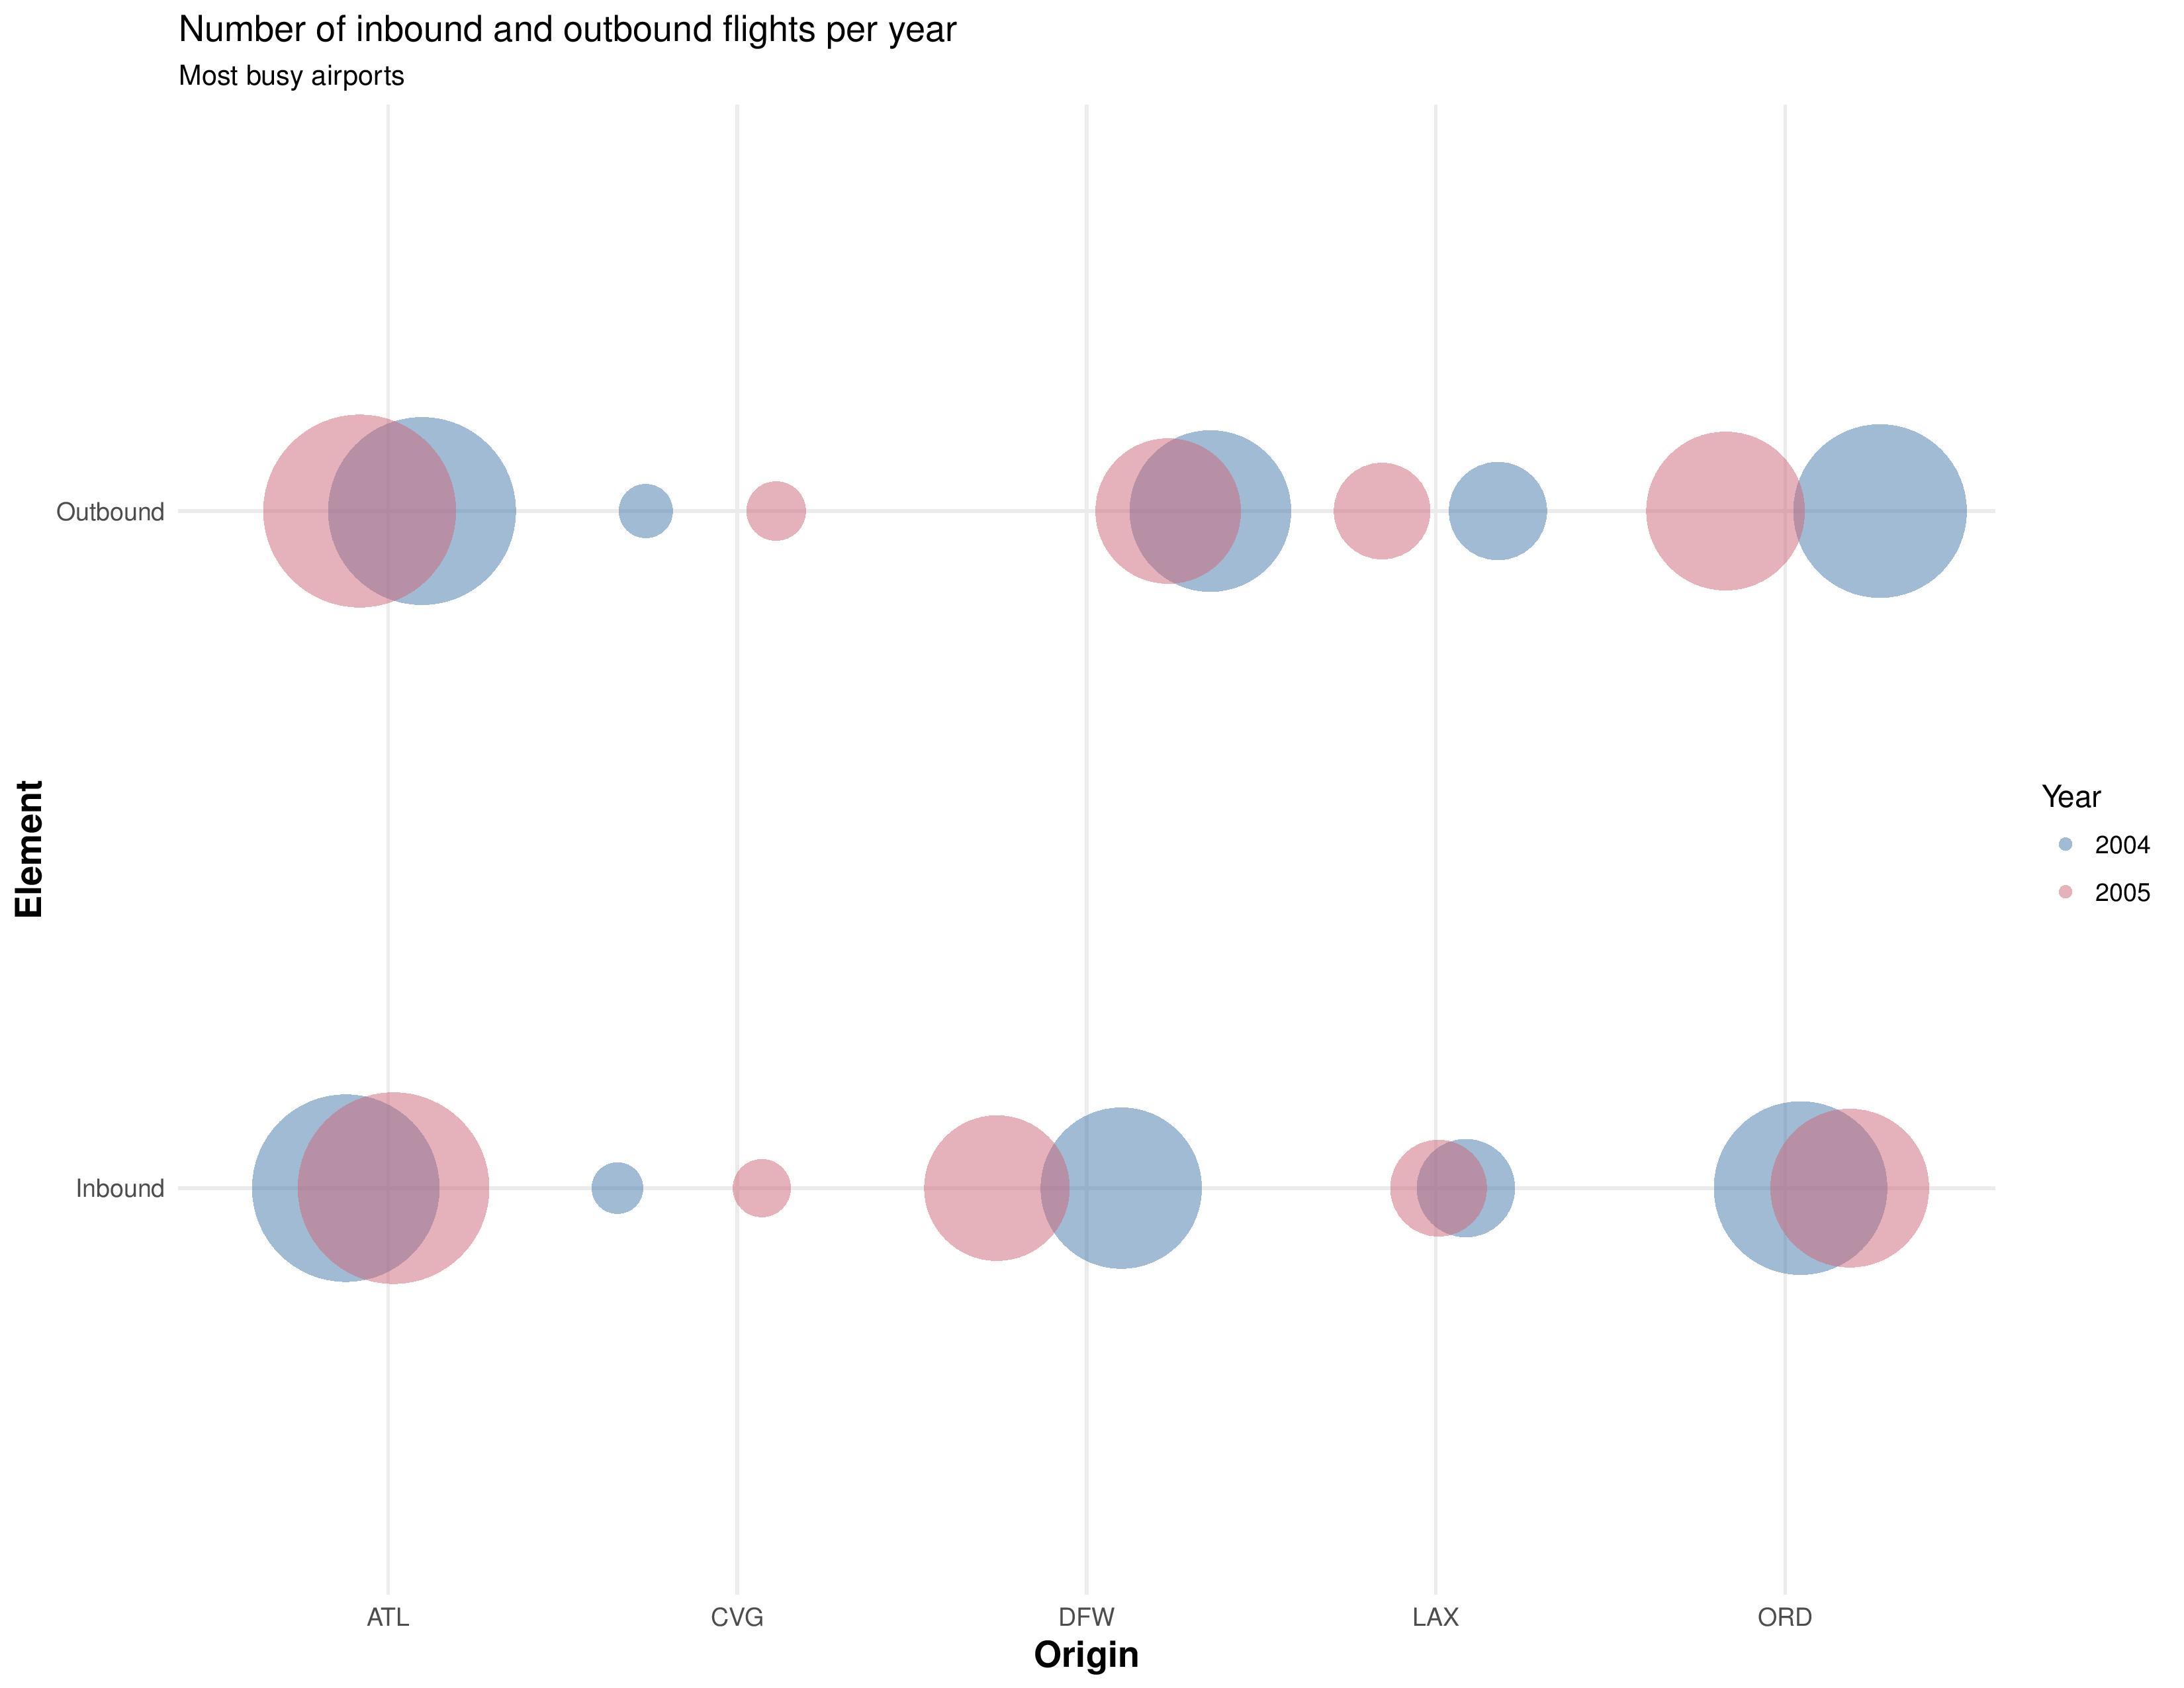 Number of inbound and outbound flights per year
Most busy airports
Outbound
Inbound
Element
ATL
CVG
DFW
LAX
ORD
Origin
Year
2004
2005